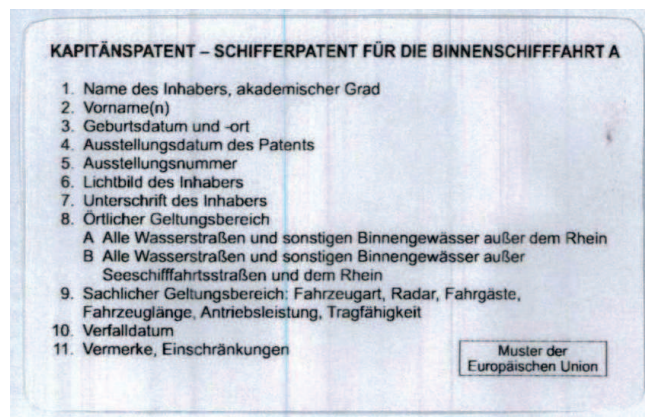 KAPITÄNSPATENT – SCHIFFERPATENT FÜR DIE BINNENSCHIFFFAHRT A
1. Name des Inhabers, akademischer Grad
2. Vorname(n)
3. Geburtsdatum und -ort
4. Ausstellungsdatum des Patents
5. Ausstellungsnummer
6. Lichtbild des Inhabers
7. Unterschrift des Inhabers
8. Örtlicher Geltungsbereich
A Alle Wasserstraßen und sonstigen Binnengewässer außer dem Rhein
B Alle Wasserstraßen und sonstigen Binnengewässer außer
Seeschifffahrtsstraßen und dem Rhein
9. Sachlicher Geltungsbereich: Fahrzeugart, Radar, Fahrgäste,
Fahrzeuglänge, Antriebsleistung, Tragfähigkeit
10. Verfalldatum
11. Vermerke, Einschränkungen
Muster der
Europäischen Union